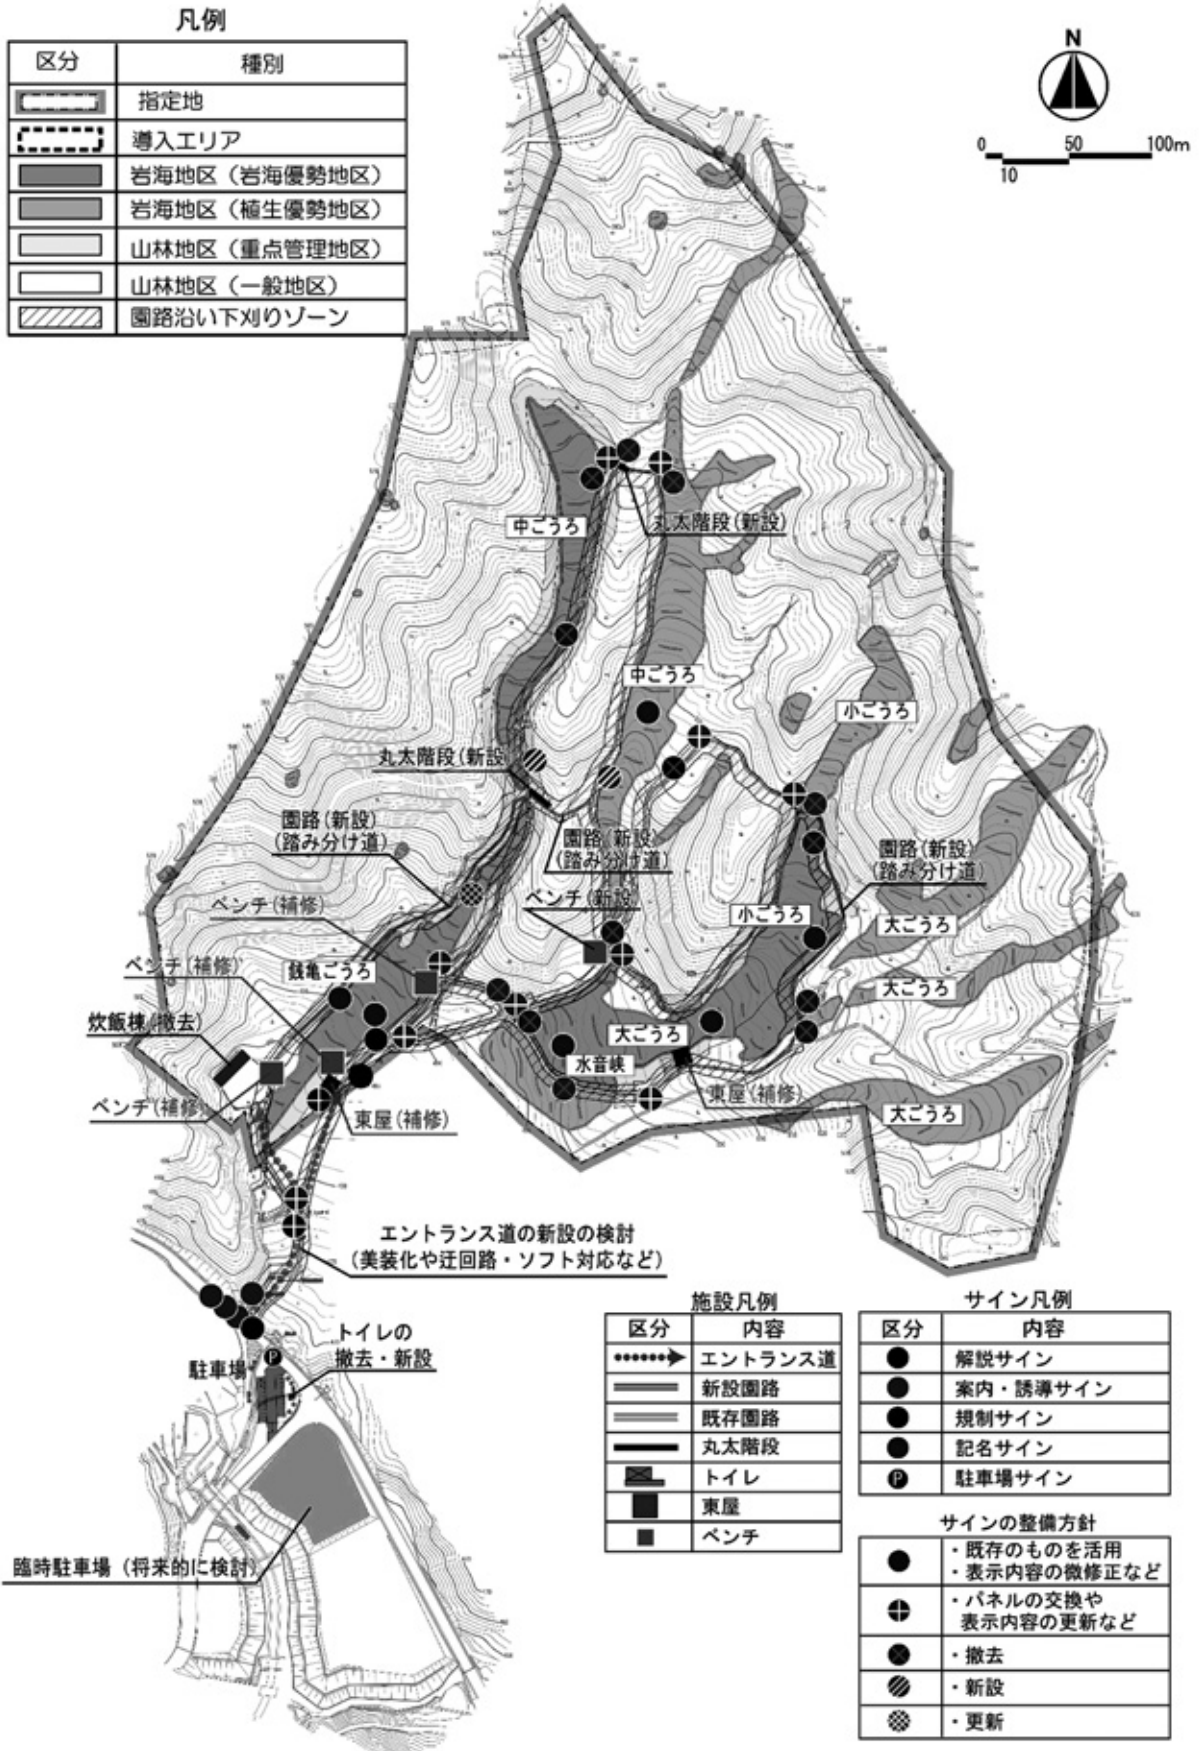 凡例
区分 種別
指定地
導入エリア
岩海地区（岩海優勢地区）
岩海地区（植生優勢地区）
山林地区（重点管理地区）
山林地区（一般地区）
園路沿い下刈りゾーン
N
0 50 100m
10
中ごうろ
丸太階段(新設)
中ごうろ
小ごうろ
丸太階段(新設
園路(新設)
(踏み分け道)
園路(新設)
(踏み分け道)
園路(新設)
(踏み分け道)
ベンチ(補修)
ベンチ(新設)
小ごうろ
大ごうろ
ベンチ(補修)
銭亀ごうろ
大ごうろ
炊飯棟(撤去)
大ごうろ
水音峡
ベンチ(補修)
東屋(補修)
東屋(補修)
大ごうろ
エントランス道の新設の検討
(美装化や迂回路・ソフト対応など)
トイレの
撤去・新設
駐車場
P
臨時駐車場（将来的に検討）
施設凡例
区分 内容
エントランス道
新設園路
既存園路
丸太階段
トイレ
東屋
ベンチ
サイン凡例
区分 内容
解説サイン
案内・誘導サイン
規制サイン
記名サイン
P 駐車場サイン
サインの整備方針
・既存のものを活用
・表示内容の微修正など
・パネルの交換や
表示内容の更新など
・撤去
・新設
・更新